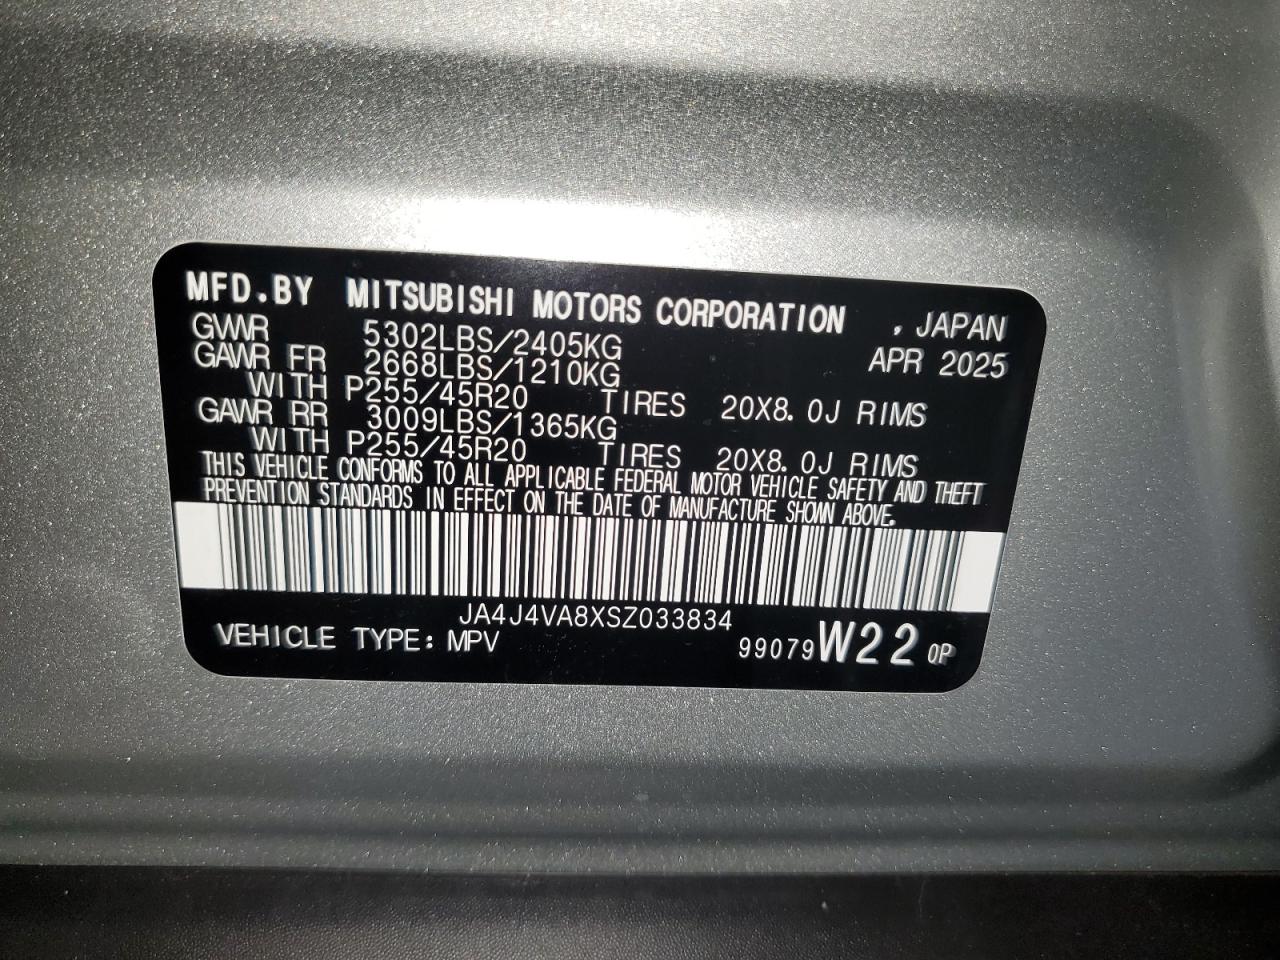 MFD.BY MITSUBISHI MOTORS CORPORATION , JAPAN
GVWR 5302LBS/2405KG APR 2025
GAWR FR 2668LBS/1210KG
WITH P255/45R20 TIRES 20X8.0J RIMS
GAWR RR 3009LBS/1365KG
WITH P255/45R20 TIRES 20X8.0J RIMS
THIS VEHICLE CONFORMS TO ALL APPLICABLE FEDERAL MOTOR VEHICLE SAFETY AND THEFT
PREVENTION STANDARDS IN EFFECT ON THE DATE OF MANUFACTURE SHOWN ABOVE.
JA4J4VA8XSZ033834
VEHICLE TYPE: MPV 99079 W22 0P